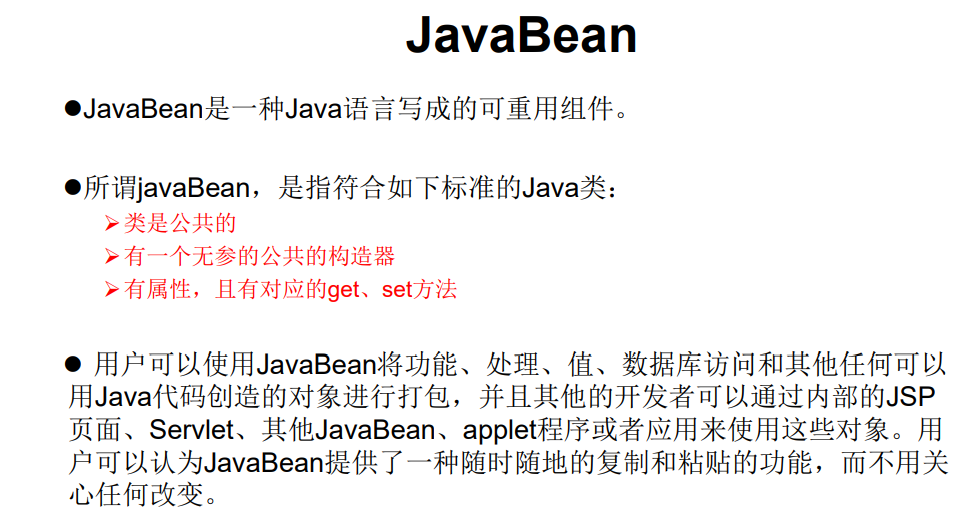 JavaBean
●JavaBean是一种Java语言写成的可重用组件。
●所谓javaBean，是指符合如下标准的Java类：
➢类是公共的
➢有一个无参的公共的构造器
➢有属性，且有对应的get、set方法
● 用户可以使用JavaBean将功能、处理、值、数据库访问和其他任何可以
用Java代码创造的对象进行打包，并且其他的开发者可以通过内部的JSP
页面、Servlet、其他JavaBean、applet程序或者应用来使用这些对象。用
户可以认为JavaBean提供了一种随时随地的复制和粘贴的功能，而不用关
心任何改变。